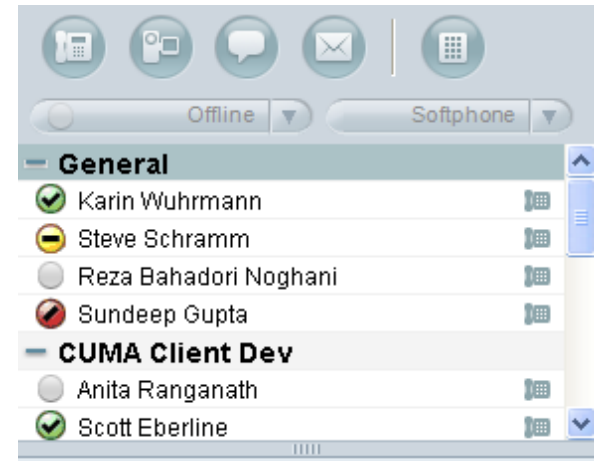 Offline
Softphone
General
Karin Wuhrmann
Steve Schramm
Reza Bahadori Noghani
Sundeep Gupta
CUMA Client Dev
Anita Ranganath
Scott Eberline